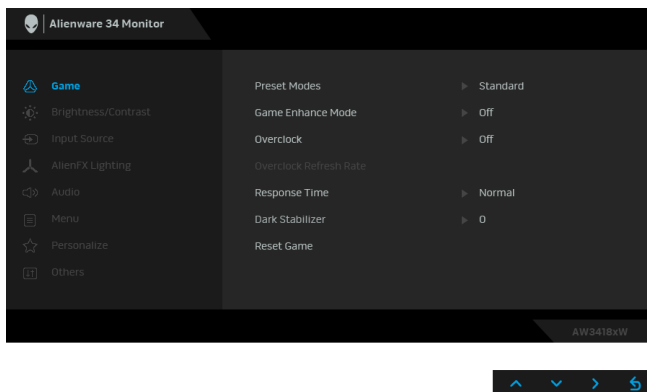 Alienware 34 Monitor
Game
Preset Modes Standard
Brightness/Contrast
Game Enhance Mode Off
Input Source
Overclock Off
AlienFX Lighting
Overclock Refresh Rate
Audio
Response Time Normal
Menu
Dark Stabilizer 0
Personalize
Reset Game
Others
AW3418xW